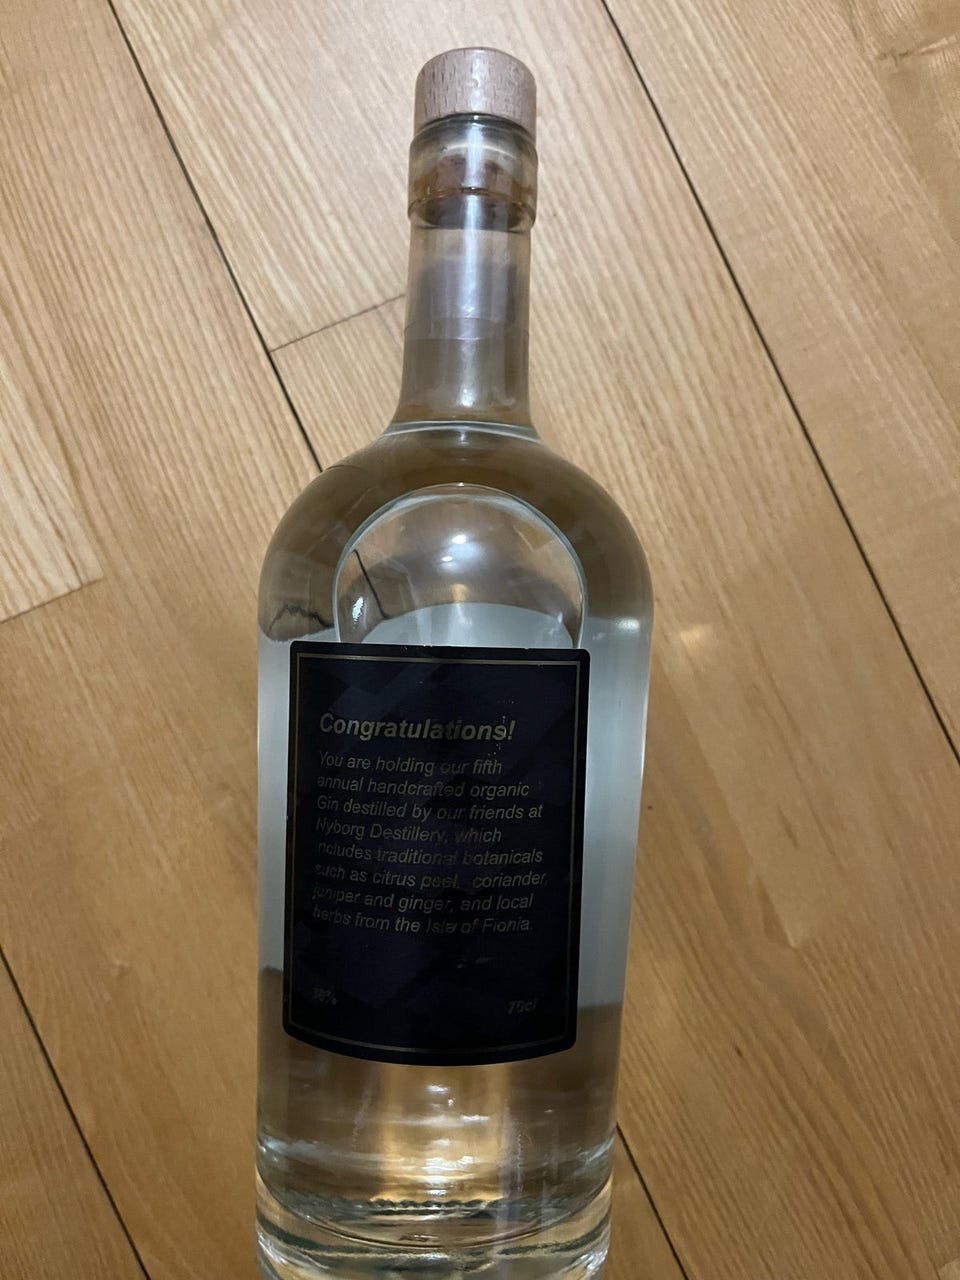 Congratulations!
You are holding our fifth
annual handcrafted organic
Gin destilled by our friends at
Nyborg Destillery, which
includes traditional botanicals
such as citrus peel, coriander,
juniper and ginger, and local
herbs from the Isle of Fionia.
70cl